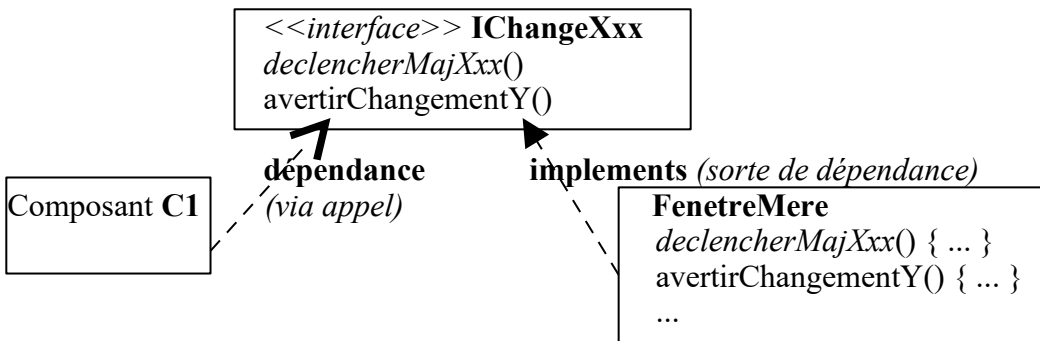 <<interface>> IChangeXxx
declencherMajXxx()
avertirChangementY()
dépendance
(via appel)
implements (sorte de dépendance)
Composant C1
FenetreMere
declencherMajXxx() { ... }
avertirChangementY() { ... }
...